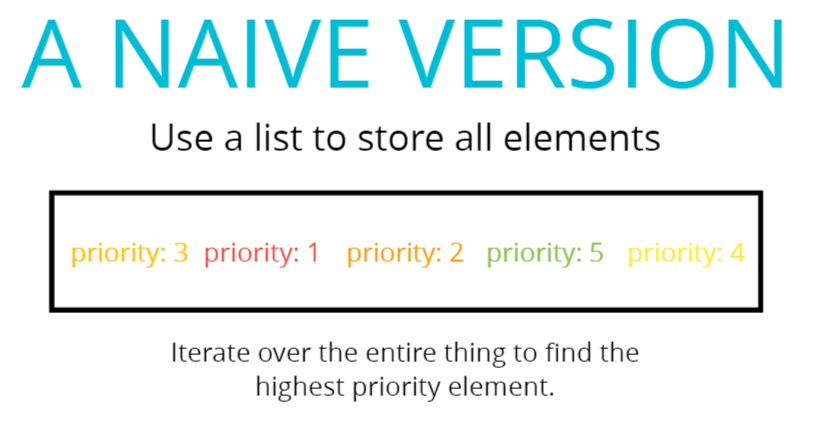 A NAIVE VERSION
Use a list to store all elements
priority: 3 priority: 1 priority: 2 priority: 5 priority: 4
Iterate over the entire thing to find the
highest priority element.